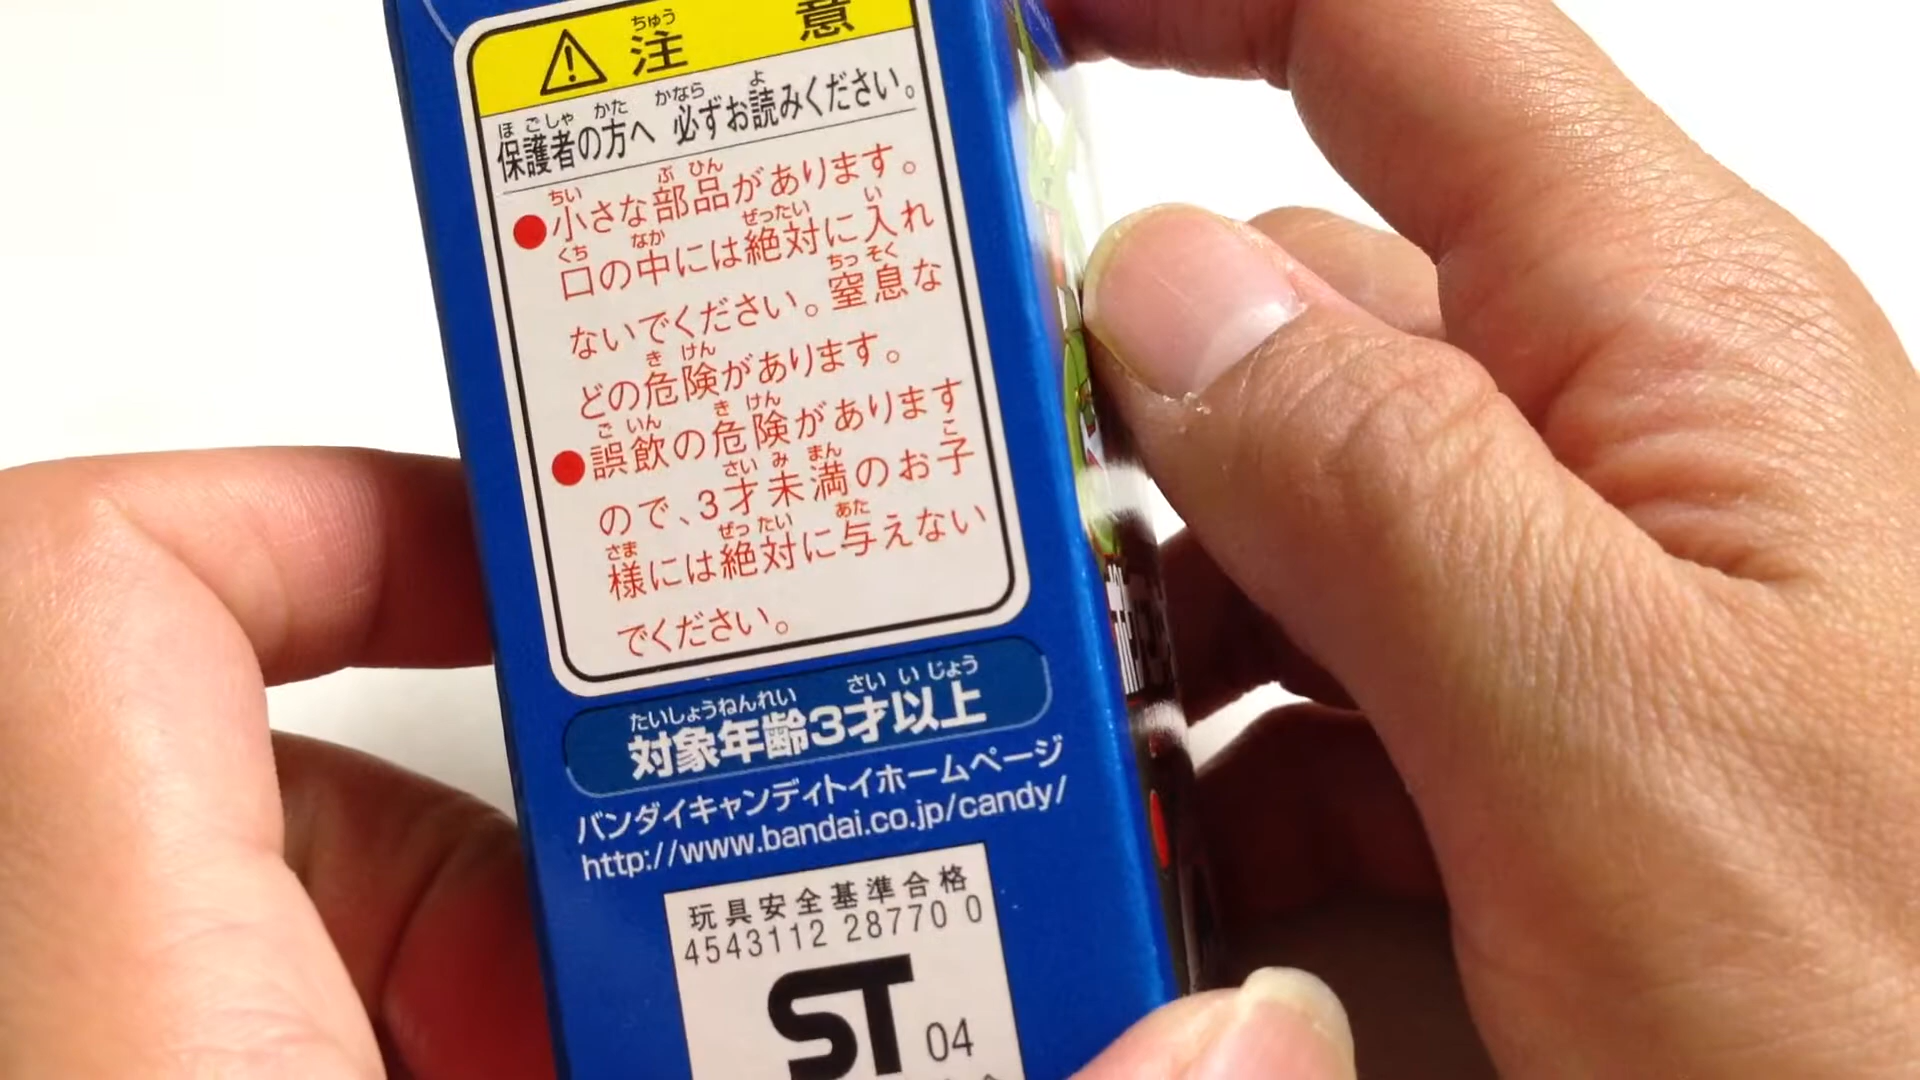 注意
保護者の方へ 必ずお読みください。
●小さな部品があります。
口の中には絶対に入れ
ないでください。窒息な
どの危険があります。
●誤飲の危険があります
ので、3才未満のお子
様には絶対に与えない
でください。
対象年齢3才以上
バンダイキャンディトイホームページ
http://www.bandai.co.jp/candy/
玩具安全基準合格
4543112 28770 0
ST 04